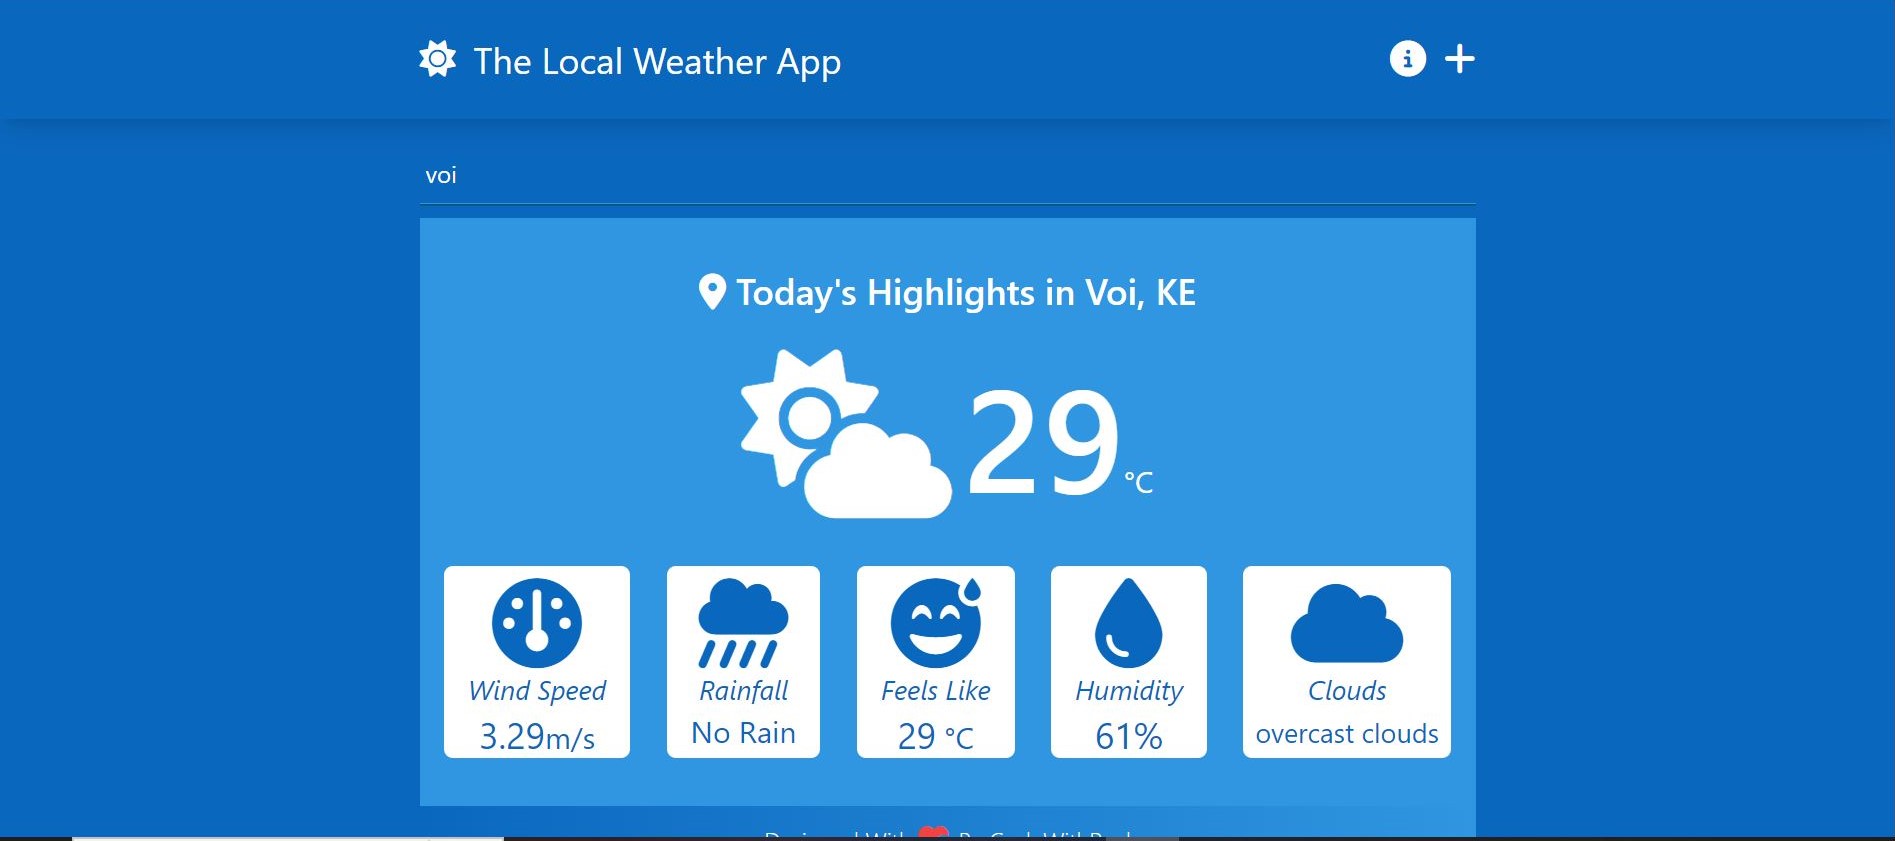 The Local Weather App
voi
Today's Highlights in Voi, KE
29 °C
Wind Speed
3.29m/s
Rainfall
No Rain
Feels Like
29 °C
Humidity
61%
Clouds
overcast clouds